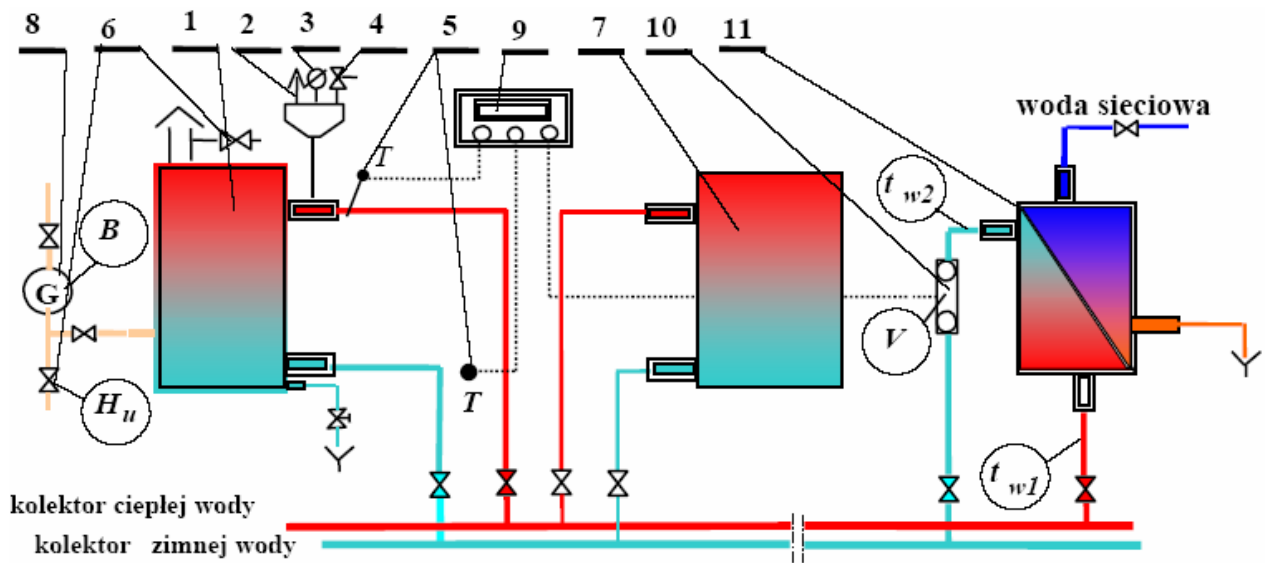 8 6 1 2 3 4 5 9 7 10 11
woda sieciowa
T
t w2
B
G
V
T
H u
t w1
kolektor ciepłej wody
kolektor zimnej wody